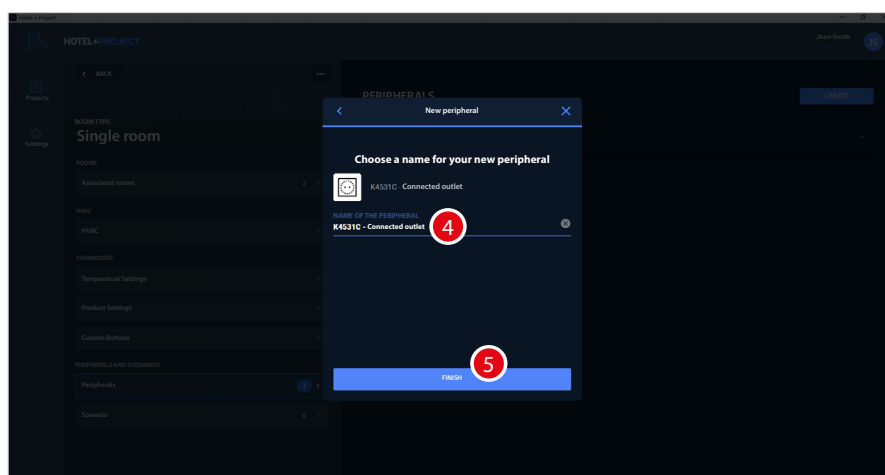 Hotel + Project
HOTEL+PROJECT
Jhon Smith
JS
BACK
Projects
Settings
ROOM TYPE
Single room
ROOMS
Associated rooms 2
HVAC
HVAC
THERMOSTAT
Temperature Settings
Product Settings
Custom Buttons
PERIPHERALS AND SCENARIOS
Peripherals 1
Scenario 0
PERIPHERALS
CREATE
New peripheral
Choose a name for your new peripheral
K4531C - Connected outlet
NAME OF THE PERIPHERAL
K4531C - Connected outlet
4
5
FINISH